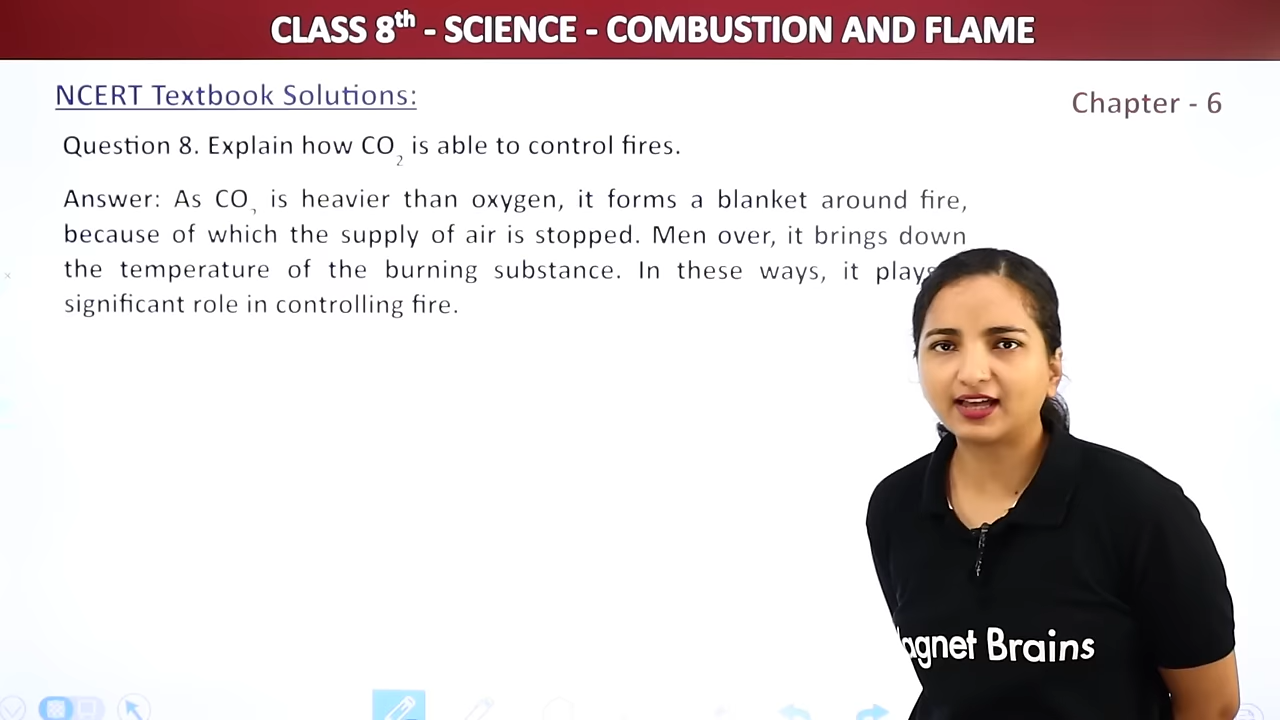 CLASS 8th - SCIENCE - COMBUSTION AND FLAME
NCERT Textbook Solutions:
Chapter - 6
Question 8. Explain how CO2 is able to control fires.
Answer: As CO2 is heavier than oxygen, it forms a blanket around fire,
because of which the supply of air is stopped. Men over, it brings down
the temperature of the burning substance. In these ways, it plays
significant role in controlling fire.
agnet Brains